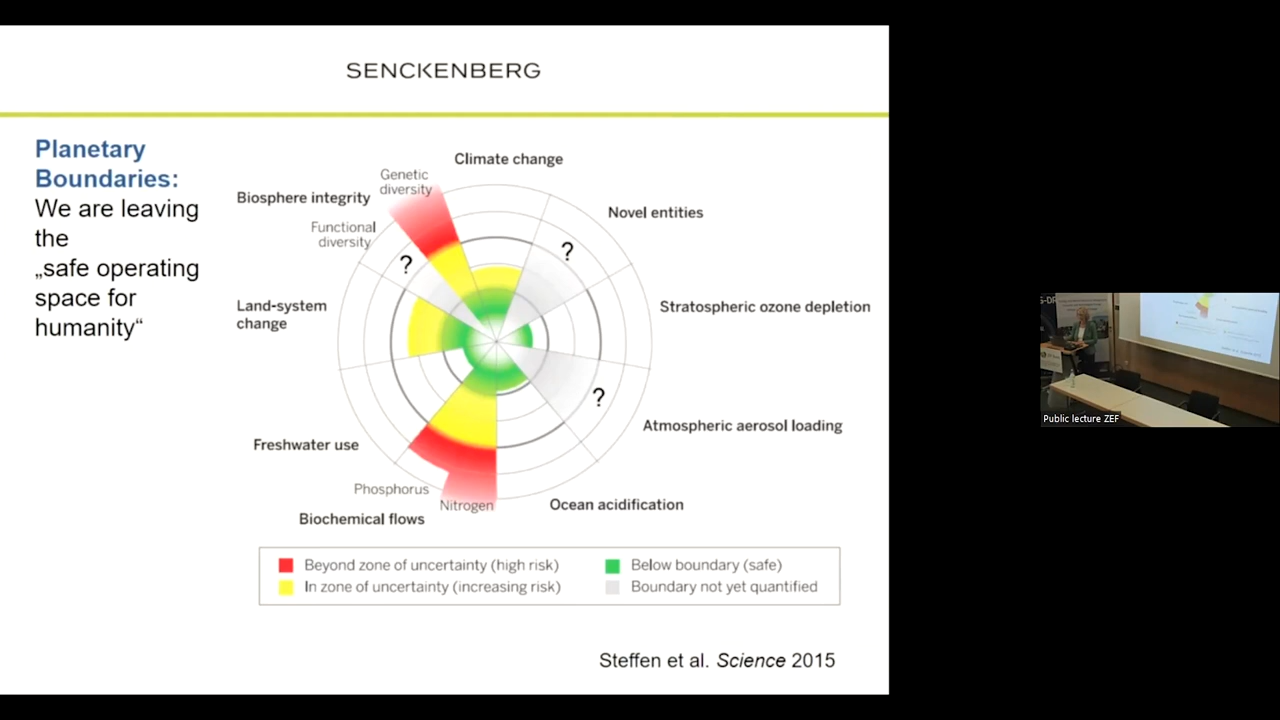 SENCKENBERG
Planetary
Boundaries:
We are leaving
the
„safe operating
space for
humanity“
Climate change
Genetic
diversity
Biosphere integrity
Novel entities
Functional
diversity
?
?
Land-system
change
Stratospheric ozone depletion
?
Atmospheric aerosol loading
Freshwater use
Phosphorus
Nitrogen
Ocean acidification
Biochemical flows
Beyond zone of uncertainty (high risk)
Below boundary (safe)
In zone of uncertainty (increasing risk)
Boundary not yet quantified
Steffen et al. Science 2015
Public lecture ZEF